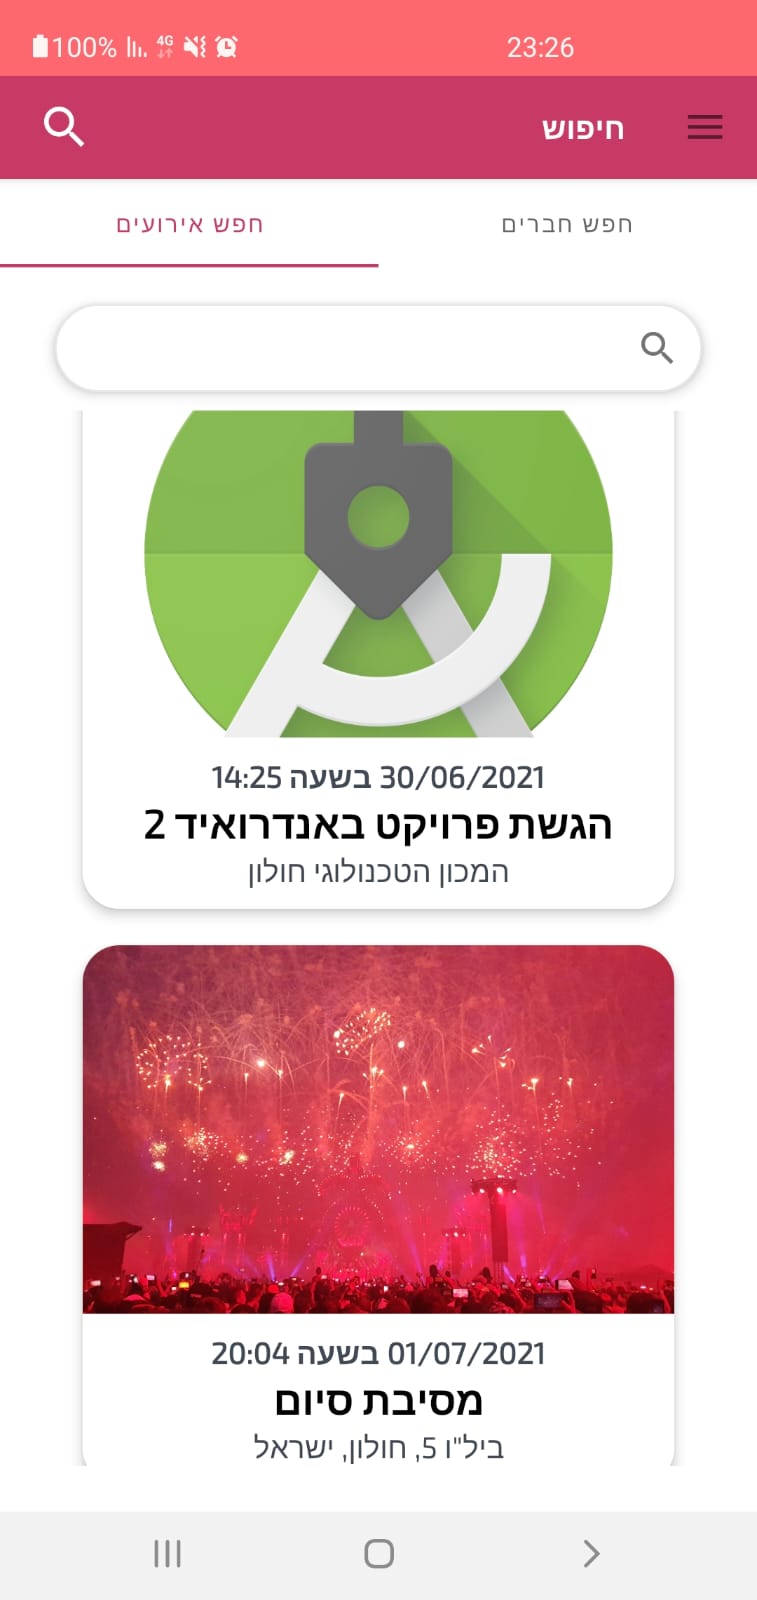 100% 4G 23:26
חיפוש
חפש חברים
חפש אירועים
30/06/2021 בשעה 14:25
הגשת פרויקט באנדרואיד 2
המכון הטכנולוגי חולון
01/07/2021 בשעה 20:04
מסיבת סיום
ביל"ו 5, חולון, ישראל